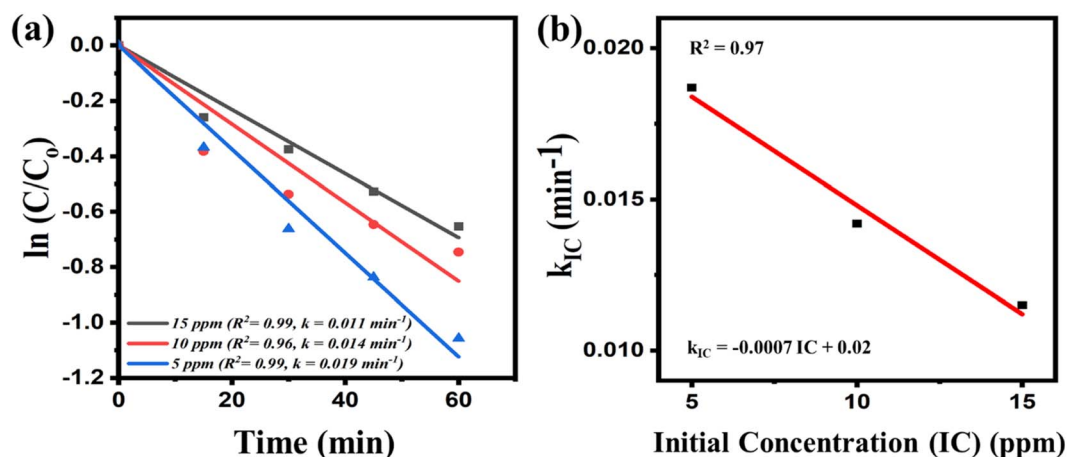 (a)
0.0
-0.2
-0.4
-0.6
-0.8
-1.0
-1.2
ln (C/Co)
15 ppm (R²= 0.99, k = 0.011 min⁻¹)
10 ppm (R²= 0.96, k = 0.014 min⁻¹)
5 ppm (R²= 0.99, k = 0.019 min⁻¹)
0 20 40 60
Time (min)
(b)
0.020
0.015
0.010
kIC (min⁻¹)
R² = 0.97
kIC = -0.0007 IC + 0.02
5 10 15
Initial Concentration (IC) (ppm)